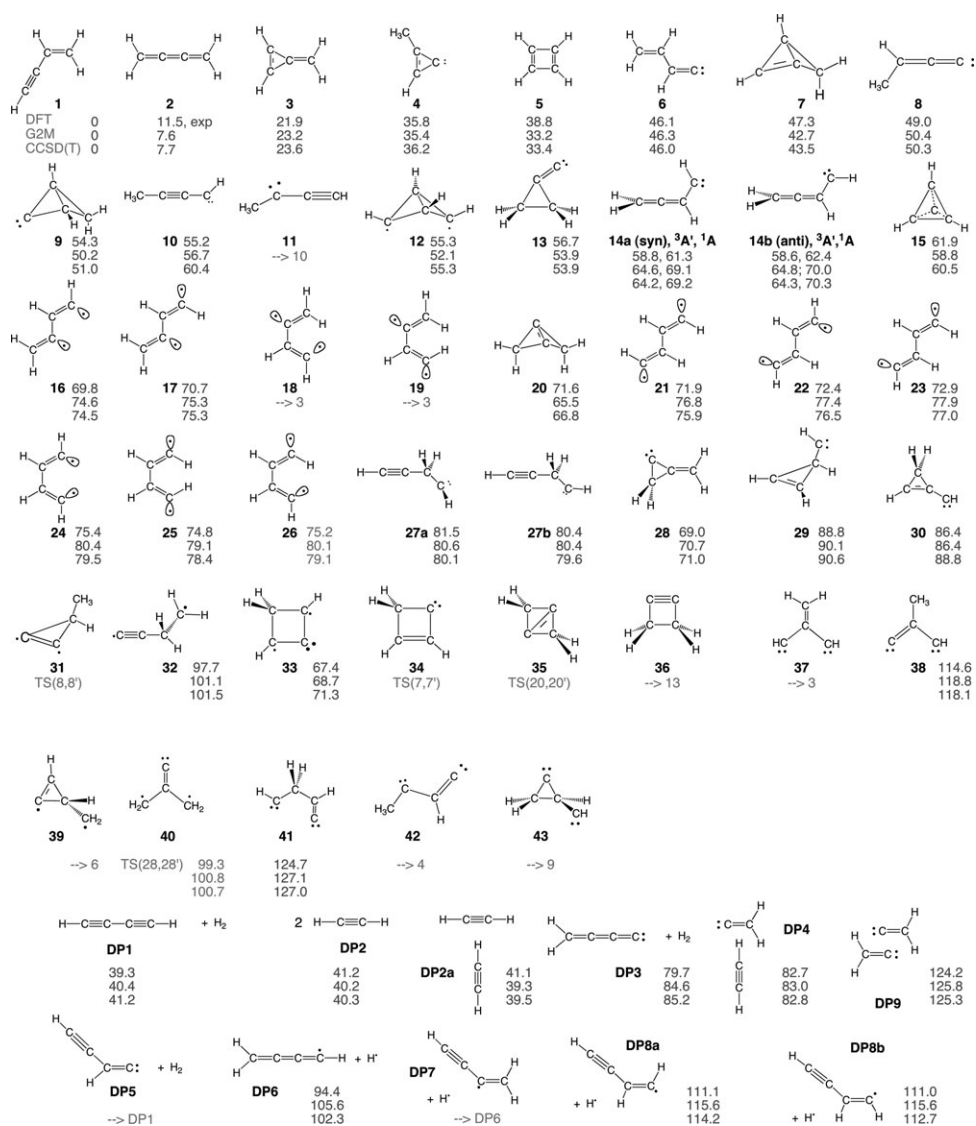 H H H H H H H H₃C H H H H
H C C C H C C C C C C C C C: C C C H C C C C: C C C C: H₃C C C C:
1 2 3 4 5 6 7 8
DFT 0 11.5, exp 21.9 35.8 38.8 46.1 47.3 49.0
G2M 0 7.6 23.2 35.4 33.2 46.3 42.7 50.4
CCSD(T) 0 7.7 23.6 36.2 33.4 46.0 43.5 50.3
9 54.3 10 55.2 11 12 55.3 13 56.7 14a (syn), ³A', ¹A 14b (anti), ³A', ¹A 15 61.9
50.2 56.7 --> 10 52.1 53.9 58.8, 61.3 58.6, 62.4 58.8
51.0 60.4 55.3 53.9 64.6, 69.1 64.8; 70.0 60.5
64.2, 69.2 64.3, 70.3
16 69.8 17 70.7 18 19 20 71.6 21 71.9 22 72.4 23 72.9
74.6 75.3 --> 3 --> 3 65.5 76.8 77.4 77.9
74.5 75.3 66.8 75.9 76.5 77.0
24 75.4 25 74.8 26 75.2 27a 81.5 27b 80.4 28 69.0 29 88.8 30 86.4
80.4 79.1 80.1 80.6 80.4 70.7 90.1 86.4
79.5 78.4 79.1 80.1 79.6 71.0 90.6 88.8
31 32 97.7 33 67.4 34 35 36 37 38 114.6
TS(8,8') 101.1 68.7 TS(7,7') TS(20,20') --> 13 --> 3 118.8
101.5 71.3 118.1
39 40 41 42 43
--> 6 TS(28,28') 99.3 124.7 --> 4 --> 9
100.8 127.1
100.7 127.0
H C C C C H + H₂ 2 H C C H H C C H H C C C C: + H₂ DP4
DP1 DP2 DP2a 41.1 DP3 79.7 82.7 DP9 124.2
39.3 41.2 39.3 84.6 83.0 125.8
40.4 40.2 39.5 85.2 82.8 125.3
41.2 40.3
+ H₂ + H• DP7 DP8a DP8b
DP5 DP6 94.4 + H• + H• 111.1 + H• 111.0
--> DP1 105.6 --> DP6 115.6 115.6
102.3 114.2 112.7